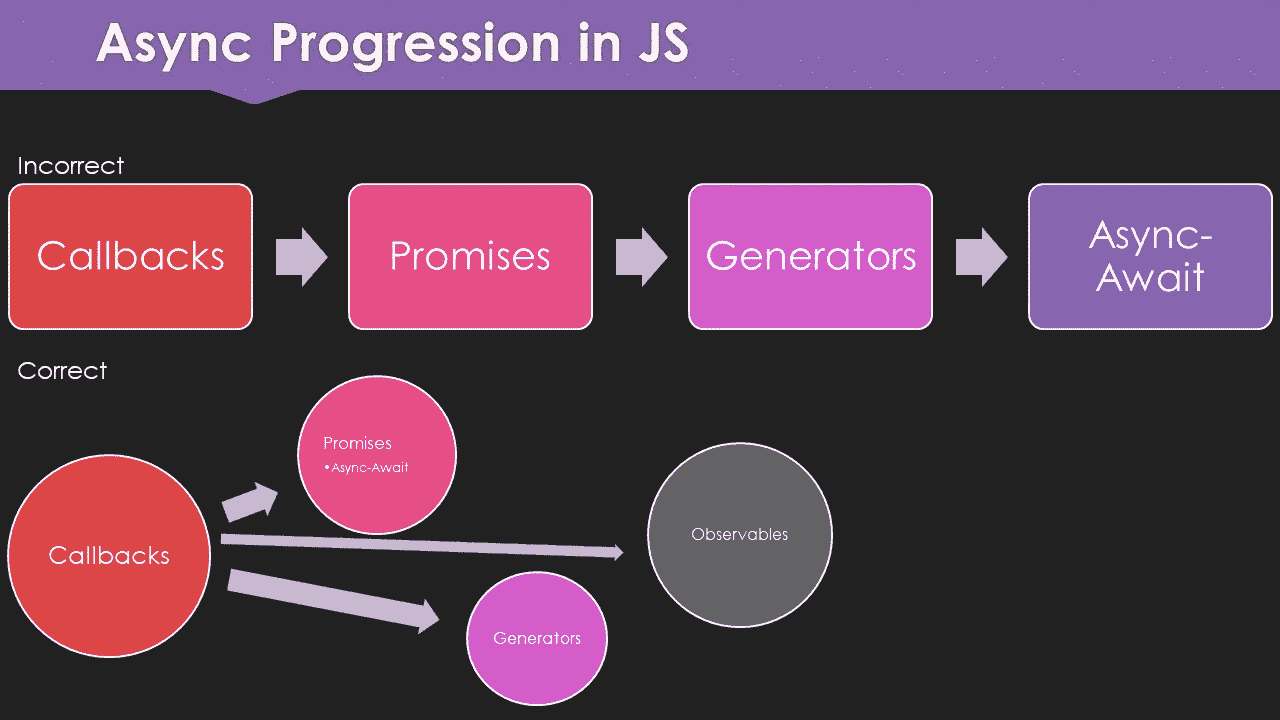 Async Progression in JS
Incorrect
Callbacks
Promises
Generators
Async-
Await
Correct
Promises
•Async-Await
Callbacks
Observables
Generators